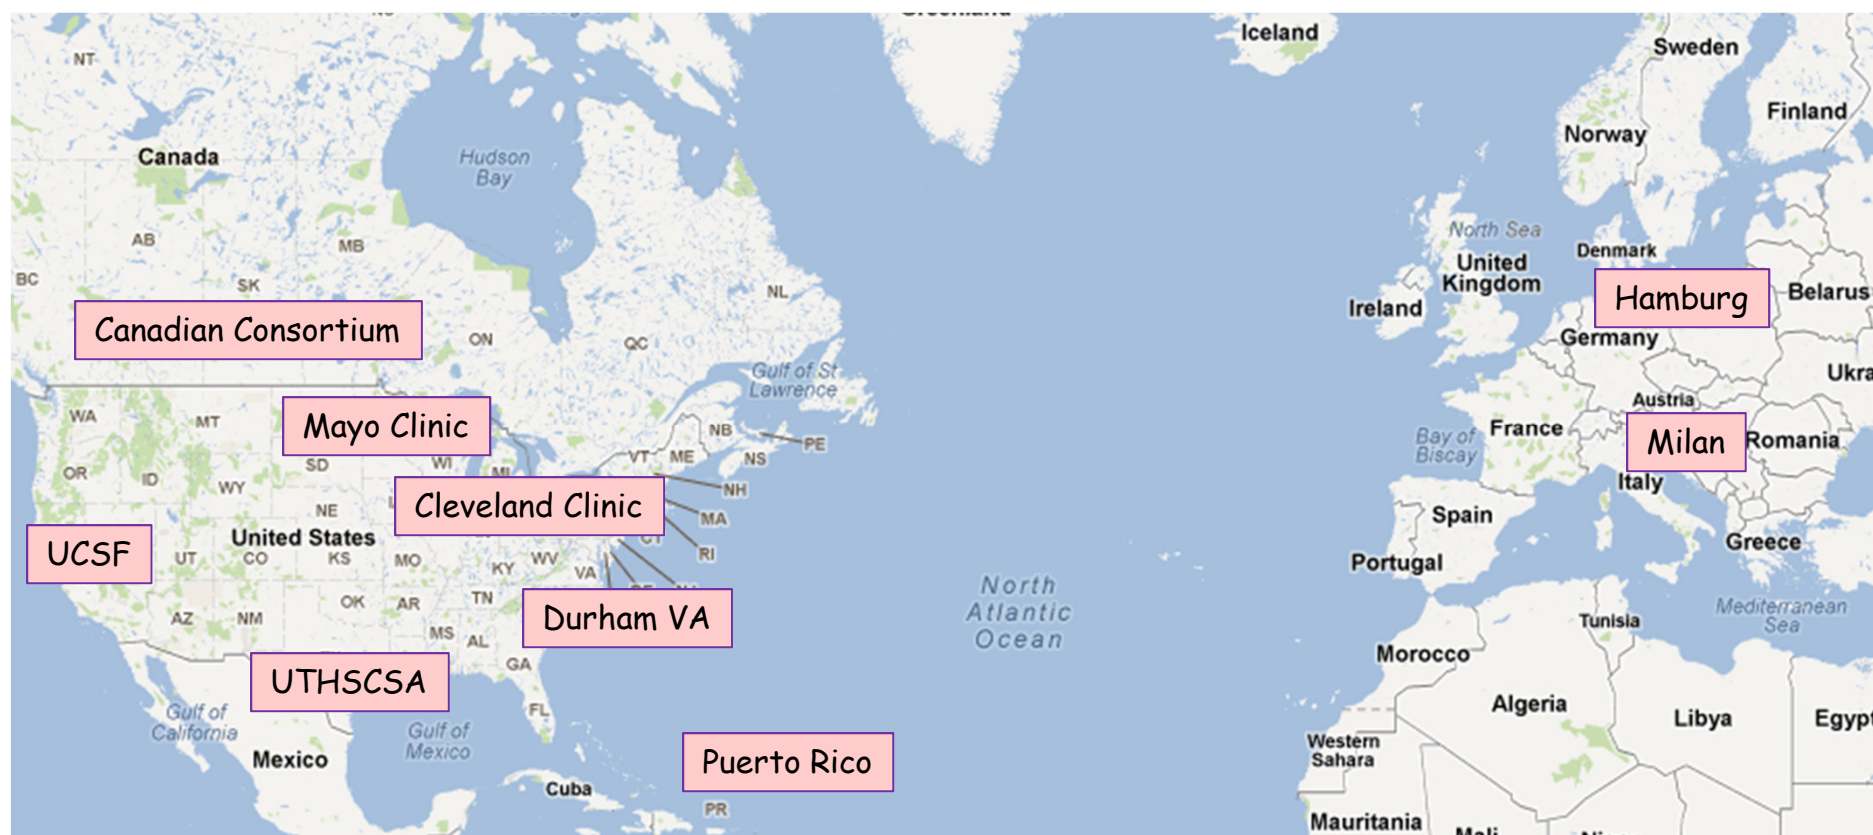 Greenland
Iceland
Sweden
NT
Finland
Norway
Canada
Hudson
Bay
North Sea
AB
MB
Denmark
United
Kingdom
BC
SK
NL
Hamburg
Belarus
Ireland
Canadian Consortium
ON
QC
Germany
Gulf of St
Lawrence
Ukra
Austria
WA
MT
Mayo Clinic
NB
PE
France
Bay of
Biscay
Milan
Romania
VT
ME
NS
OR
ID
SD
WI
MI
WY
NH
Italy
NE
Cleveland Clinic
MA
Spain
United States
CT
RI
Greece
UCSF
UT
CO
KS
MO
KY
WV
VA
Portugal
North
Atlantic
Ocean
OK
AR
TN
AZ
NM
Durham VA
Tunisia
Mediterranean
Sea
MS
AL
GA
Morocco
UTHSCSA
Gulf of
California
FL
Algeria
Libya
Egypt
Gulf of
Mexico
Mexico
Western
Sahara
Puerto Rico
Cuba
PR
Mauritania
Mali